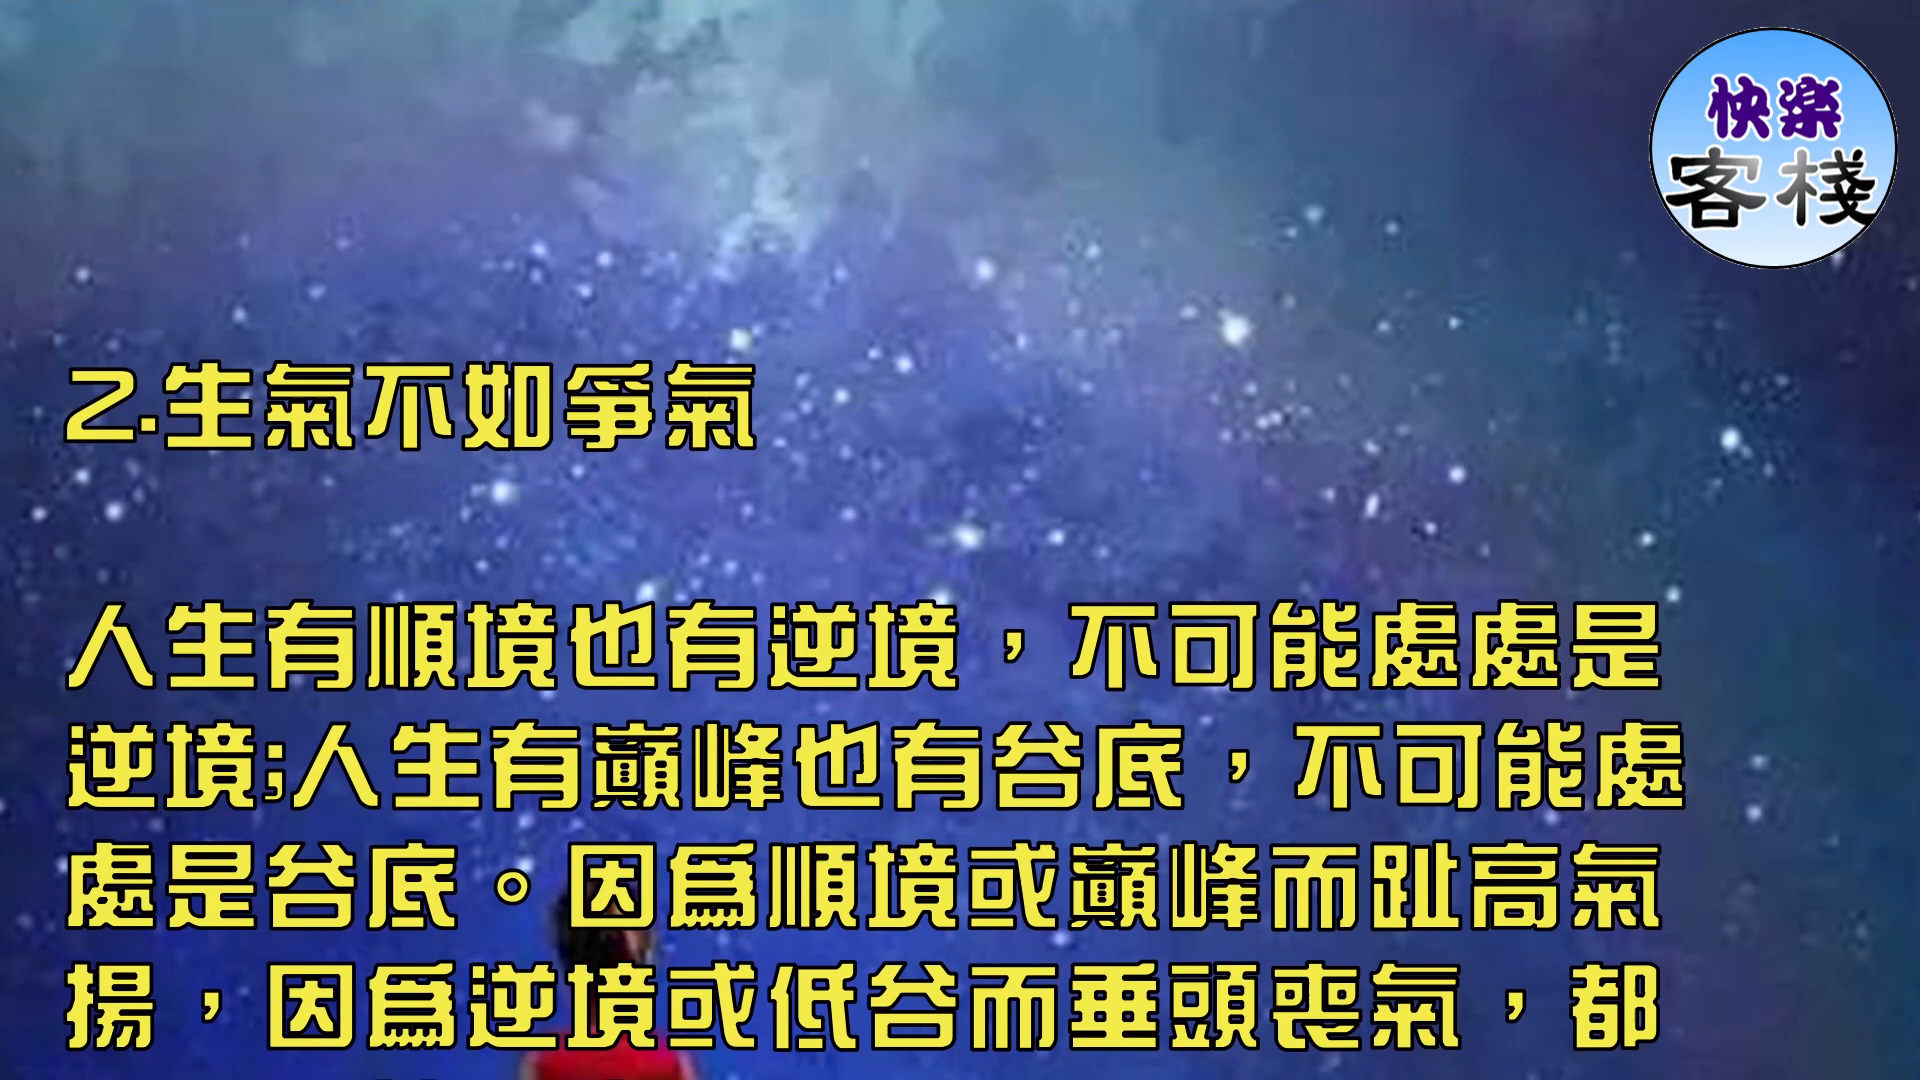 快樂
客棧
2.生氣不如爭氣
人生有順境也有逆境，不可能處處是
逆境;人生有巔峰也有谷底，不可能處
處是谷底。因爲順境或巔峰而趾高氣
揚，因爲逆境或低谷而垂頭喪氣，都